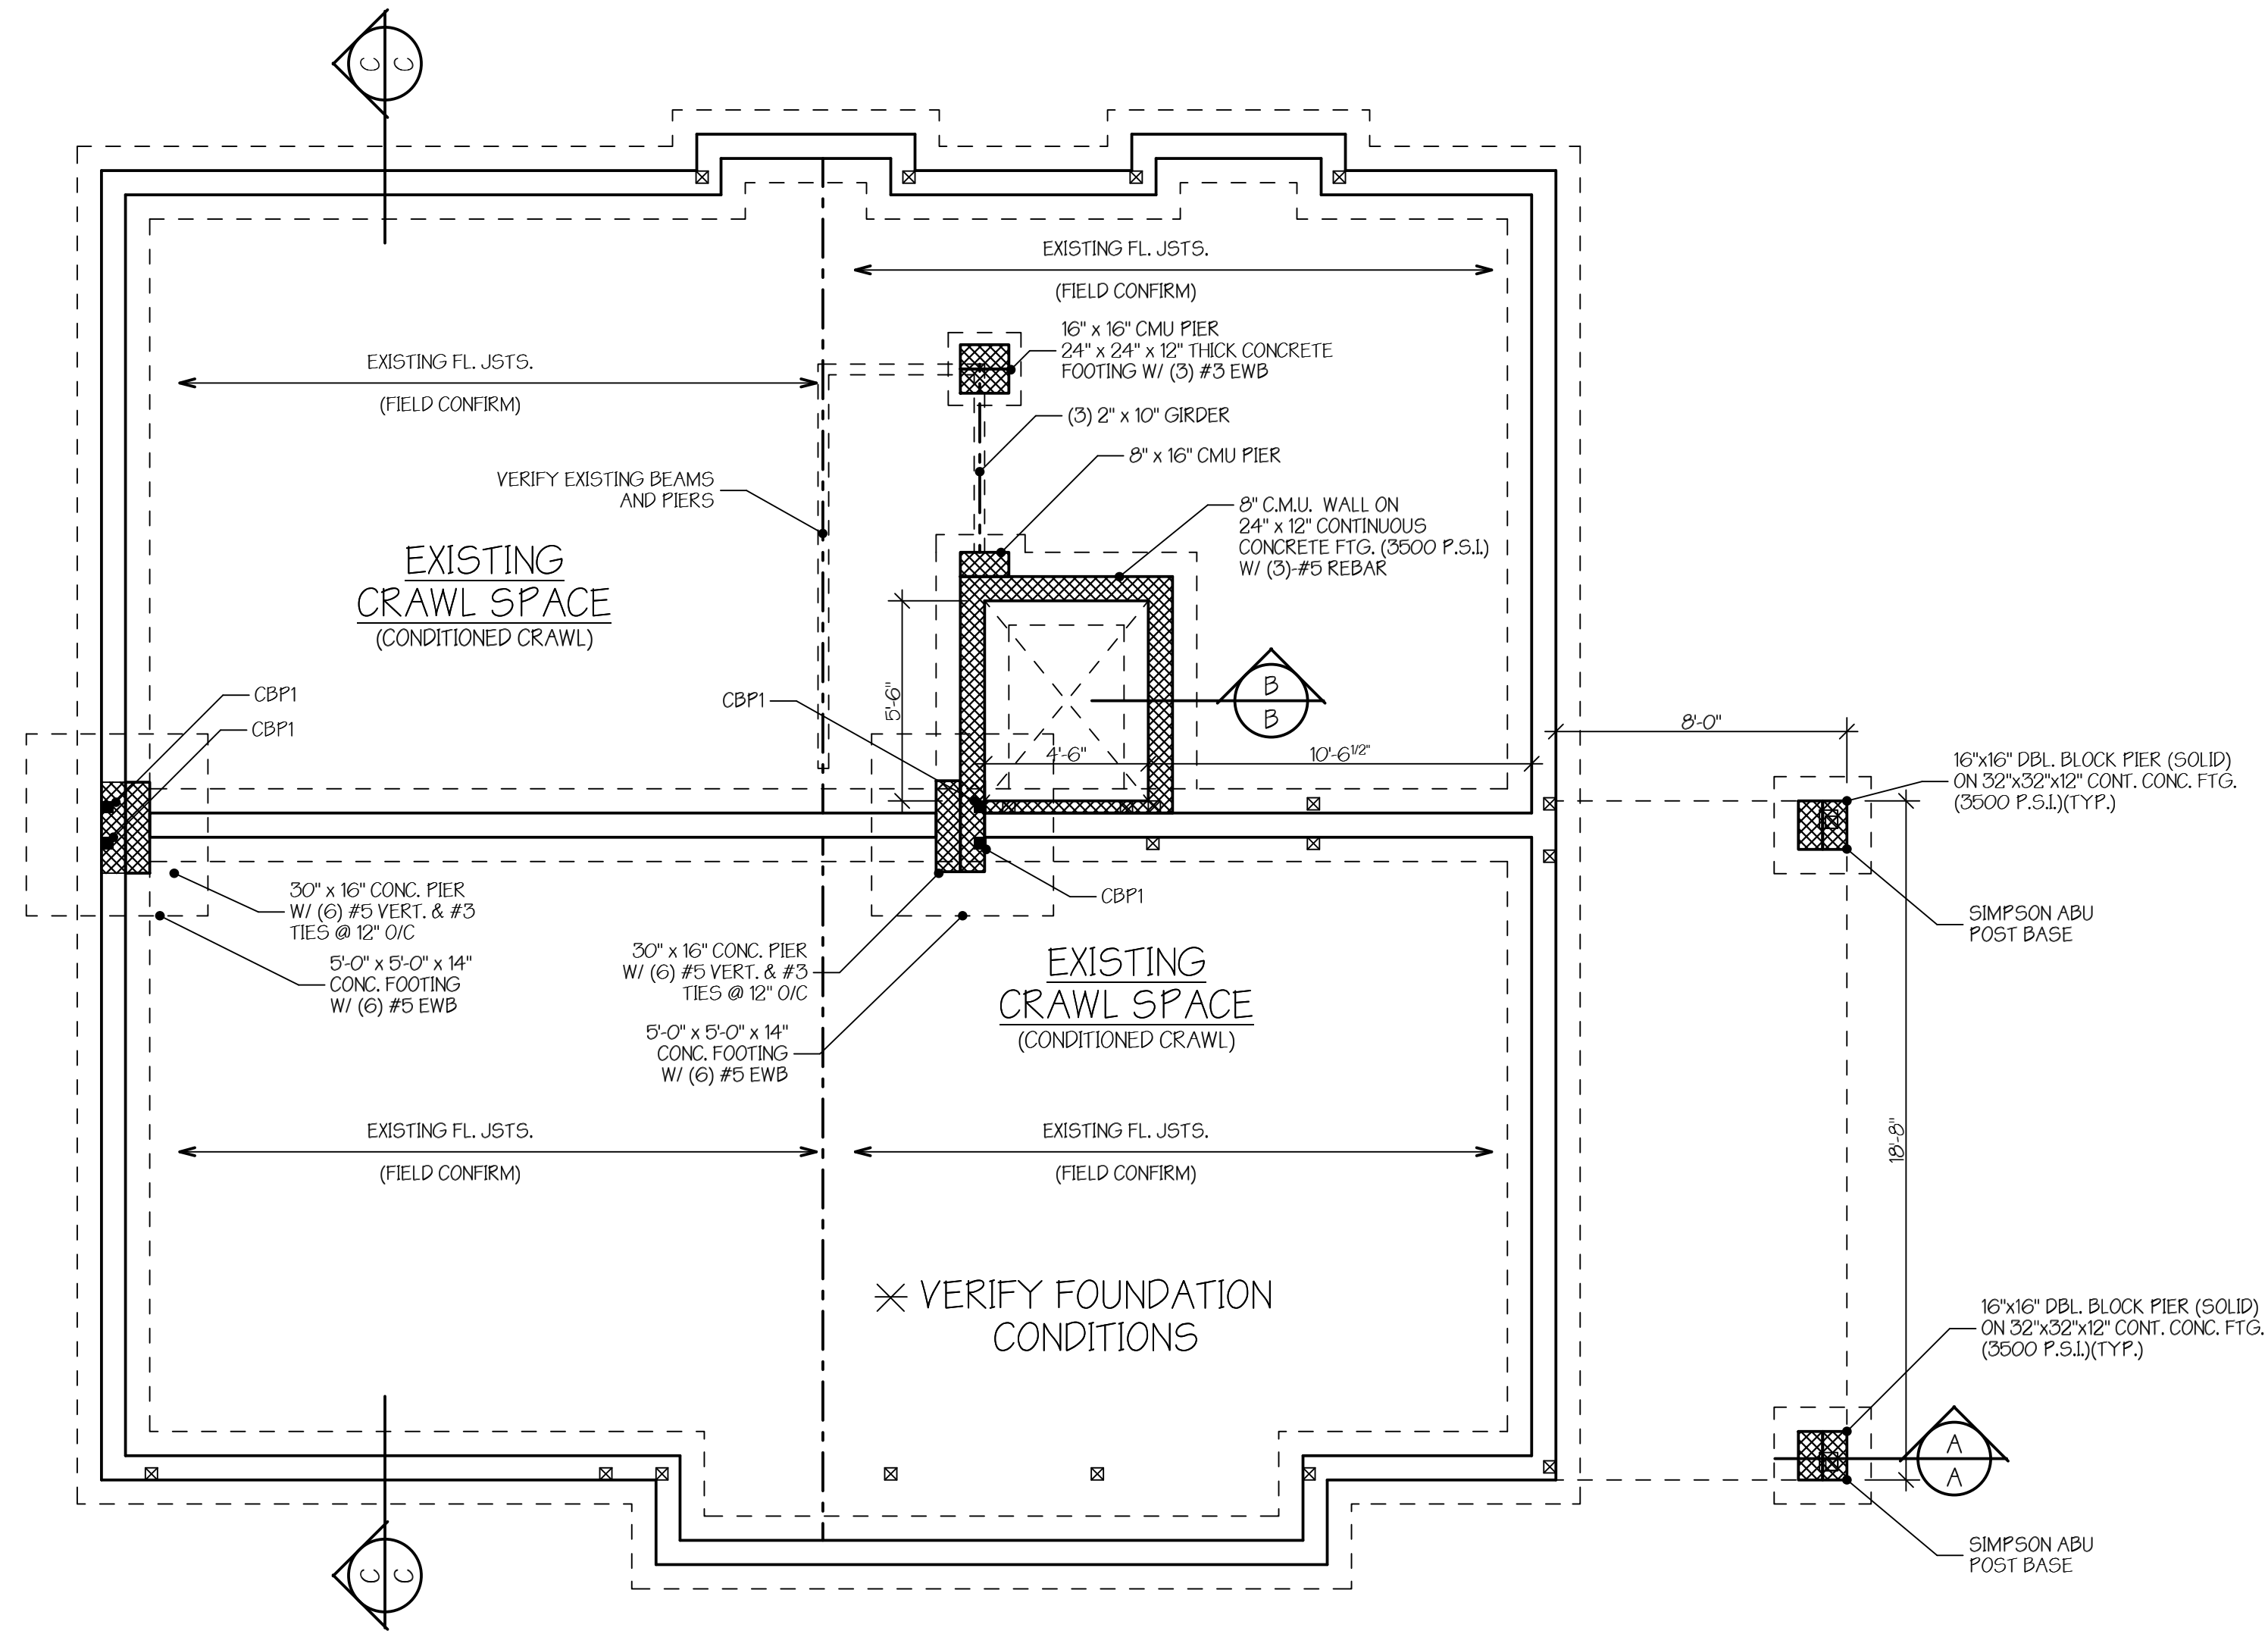 C C
EXISTING FL. JSTS.
(FIELD CONFIRM)
16" x 16" CMU PIER
24" x 24" x 12" THICK CONCRETE
FOOTING W/ (3) #3 EWB
EXISTING FL. JSTS.
(FIELD CONFIRM)
(3) 2" x 10" GIRDER
8" x 16" CMU PIER
VERIFY EXISTING BEAMS
AND PIERS
8" C.M.U. WALL ON
24" x 12" CONTINUOUS
CONCRETE FTG. (3500 P.S.I.)
W/ (3)-#5 REBAR
EXISTING
CRAWL SPACE
(CONDITIONED CRAWL)
CBP1
CBP1
CBP1
5'-6"
B
B
4'-6"
10'-6 1/2"
8'-0"
16"x16" DBL. BLOCK PIER (SOLID)
ON 32"x32"x12" CONT. CONC. FTG.
(3500 P.S.I.)(TYP.)
SIMPSON ABU
POST BASE
30" x 16" CONC. PIER
W/ (6) #5 VERT. & #3
TIES @ 12" O/C
5'-0" x 5'-0" x 14"
CONC. FOOTING
W/ (6) #5 EWB
CBP1
30" x 16" CONC. PIER
W/ (6) #5 VERT. & #3
TIES @ 12" O/C
5'-0" x 5'-0" x 14"
CONC. FOOTING
W/ (6) #5 EWB
EXISTING
CRAWL SPACE
(CONDITIONED CRAWL)
EXISTING FL. JSTS.
(FIELD CONFIRM)
EXISTING FL. JSTS.
(FIELD CONFIRM)
18'-8"
VERIFY FOUNDATION
CONDITIONS
16"x16" DBL. BLOCK PIER (SOLID)
ON 32"x32"x12" CONT. CONC. FTG.
(3500 P.S.I.)(TYP.)
A
A
SIMPSON ABU
POST BASE
C C